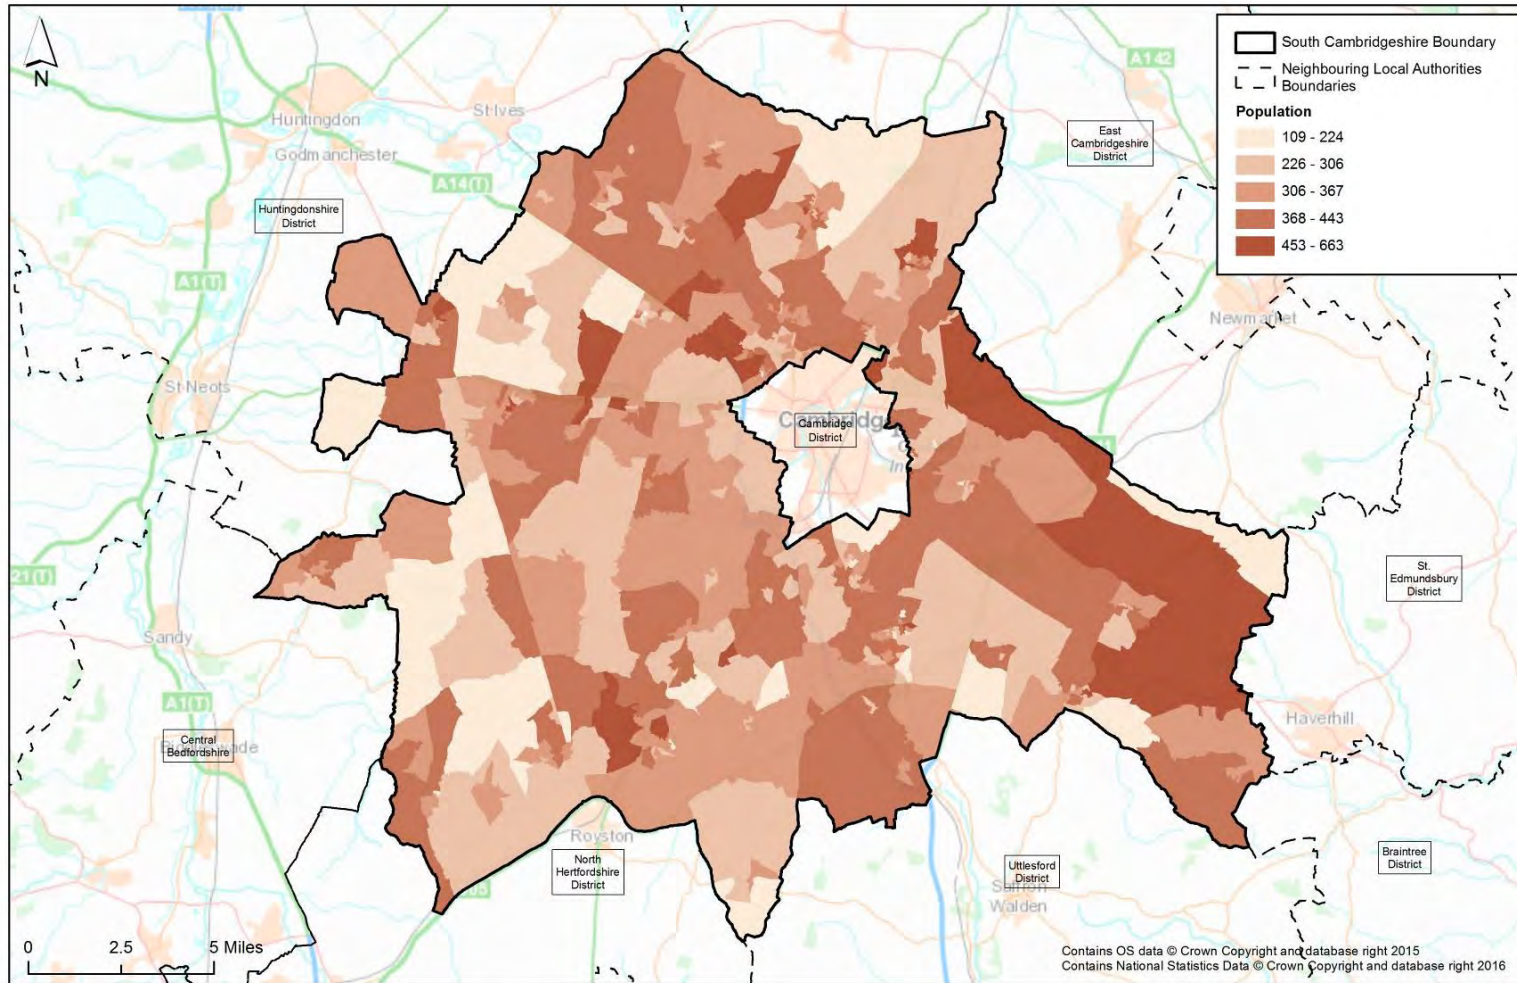 N
Huntingdon
St Ives
Godmanchester
A14(T)
A142
Huntingdonshire
District
East
Cambridgeshire
District
A1(T)
St Neots
Newmarket
Cambridge
District
St.
Edmundsbury
District
Sandy
A1(T)
Central
Bedfordshire
Haverhill
Royston
North
Hertfordshire
District
Uttlesford
District
Saffron
Walden
Braintree
District
South Cambridgeshire Boundary
Neighbouring Local Authorities
Boundaries
Population
109 - 224
226 - 306
306 - 367
368 - 443
453 - 663
0 2.5 5 Miles
Contains OS data © Crown Copyright and database right 2015
Contains National Statistics Data © Crown Copyright and database right 2016